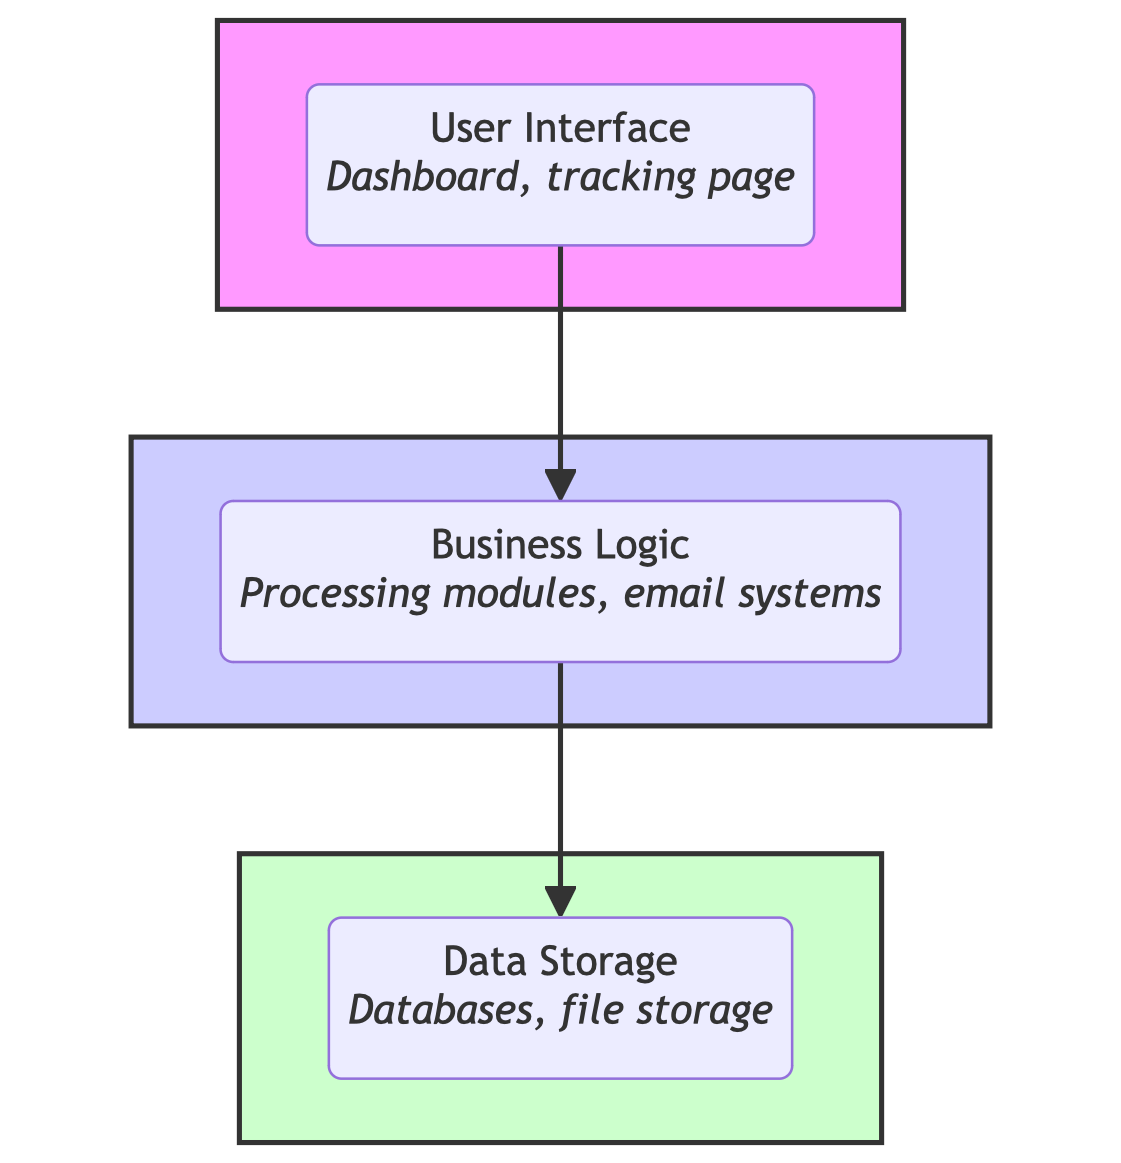 User Interface
Dashboard, tracking page
Business Logic
Processing modules, email systems
Data Storage
Databases, file storage